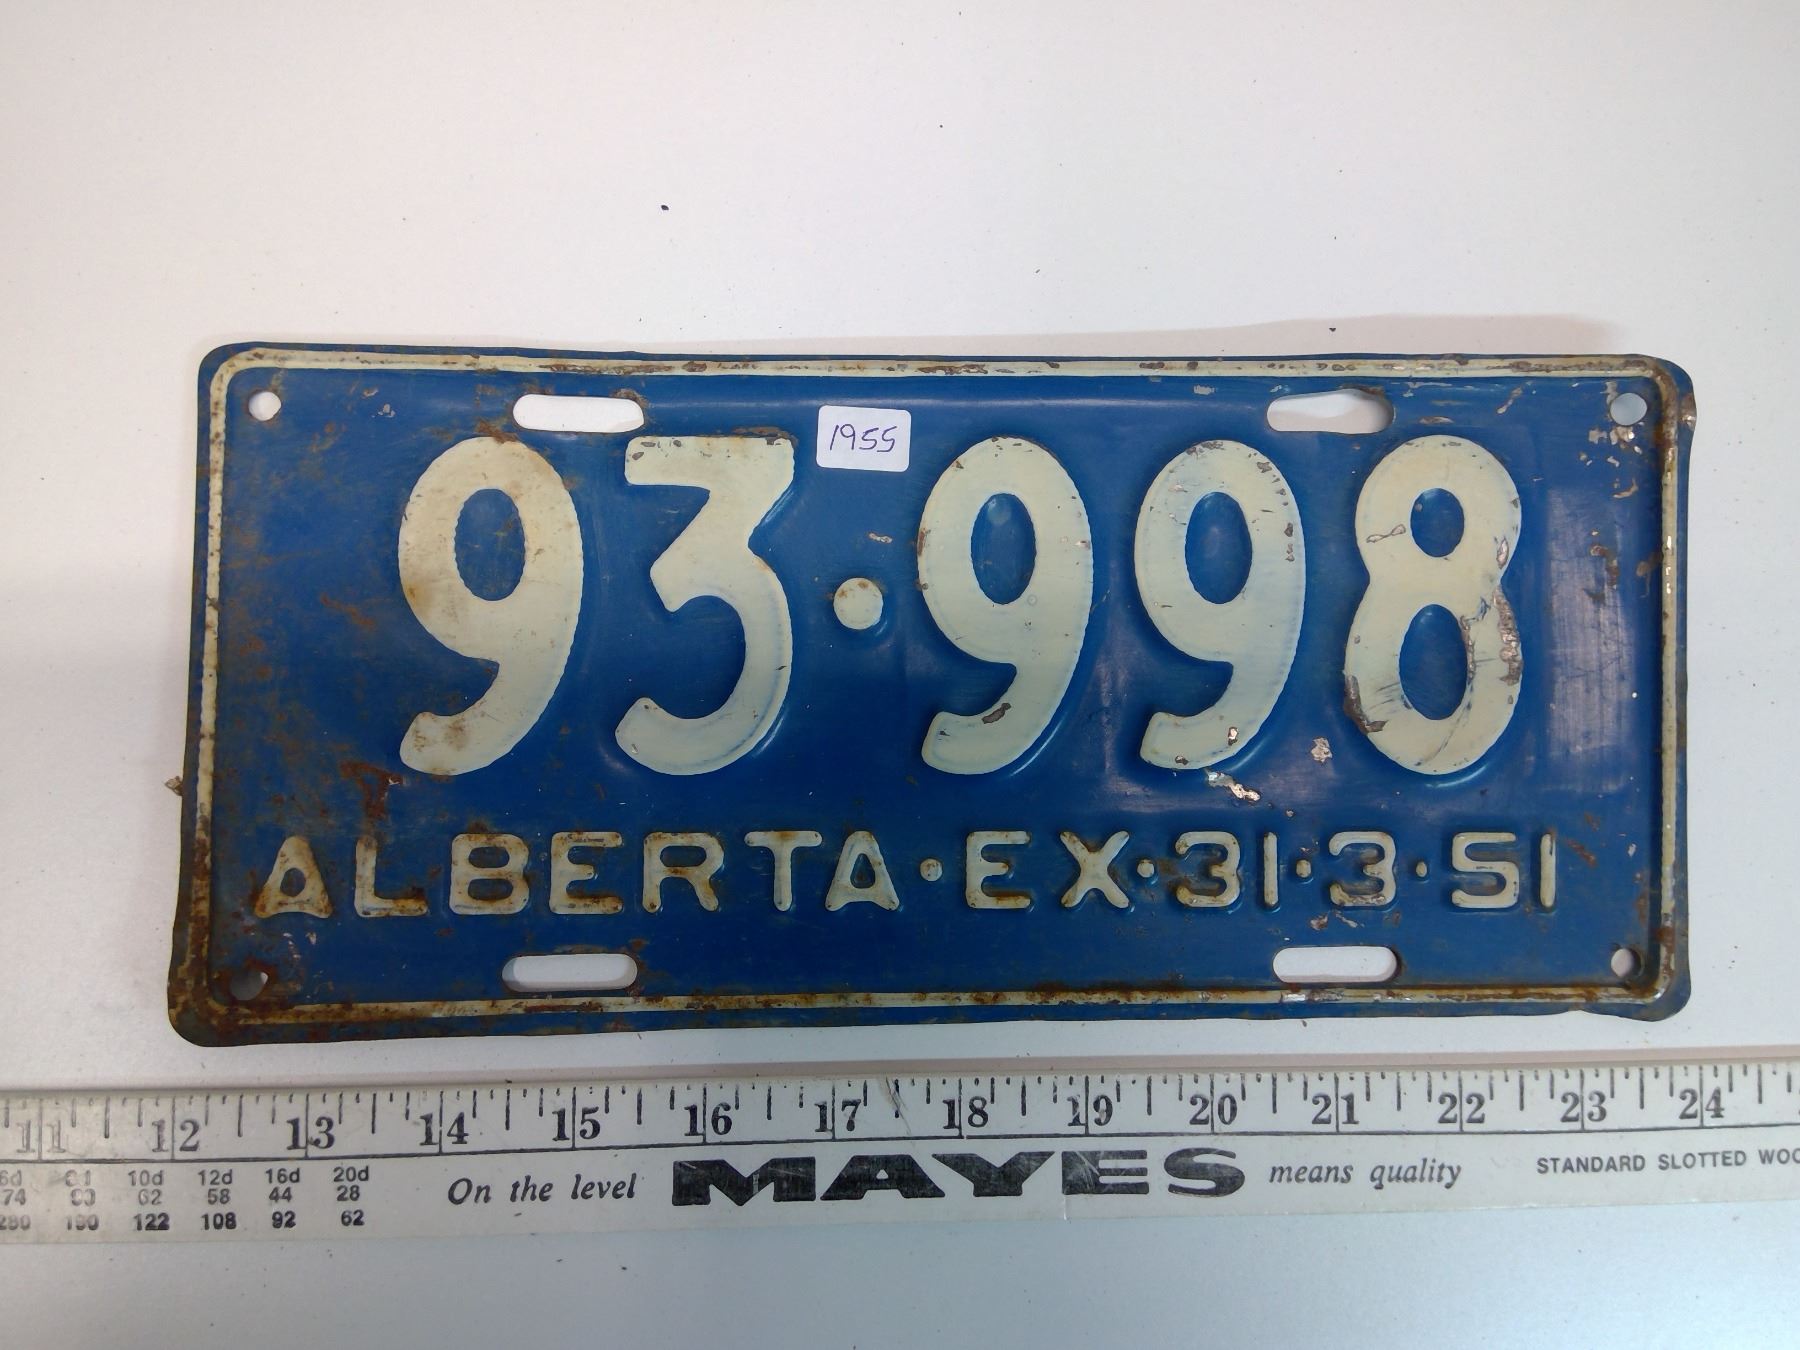 1955
93·998
ALBERTA·EX·31·3·51
11 12 13 14 15 16 17 18 19 20 21 22 23 24
10d 12d 16d 20d
74 62 58 44 28
122 108 92 62
On the level MAYES means quality STANDARD SLOTTED